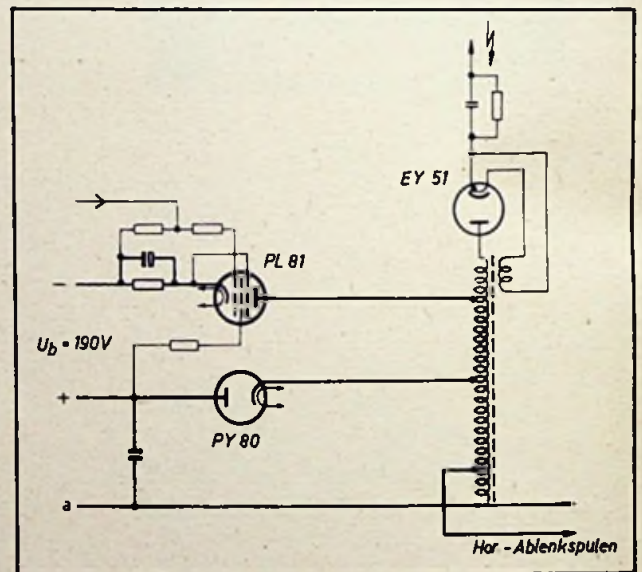 EY 51
PL 81
−
U_b = 190V
+
PY 80
a
Hor - Ablenkspulen